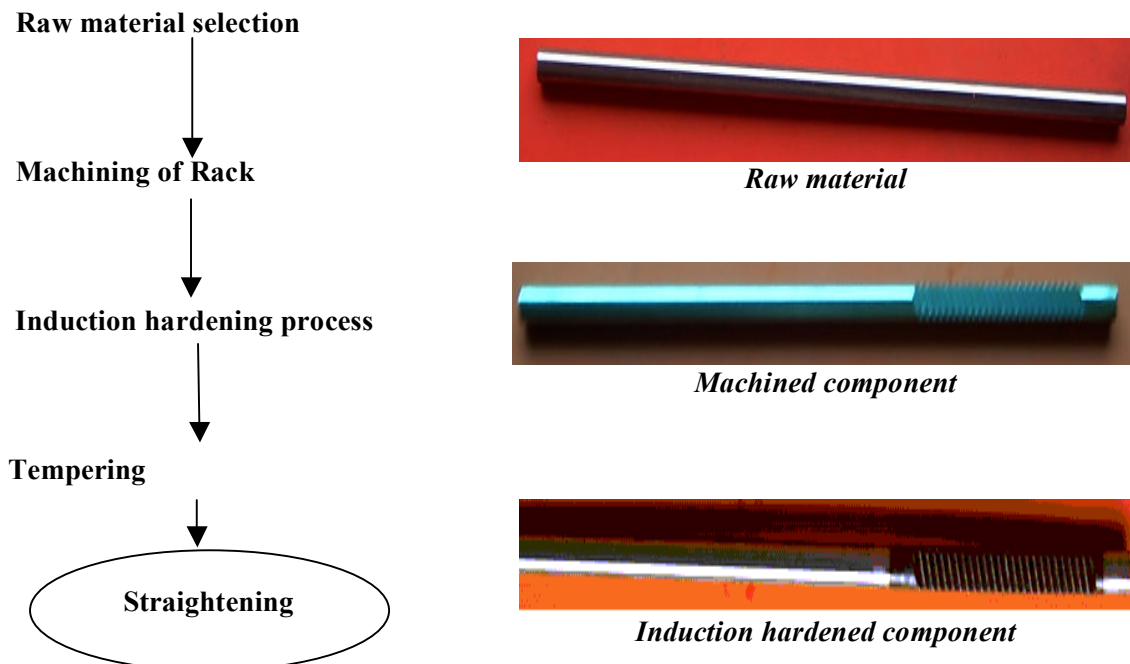 Raw material selection
Raw material
Machining of Rack
Machined component
Induction hardening process
Tempering
Straightening
Induction hardened component